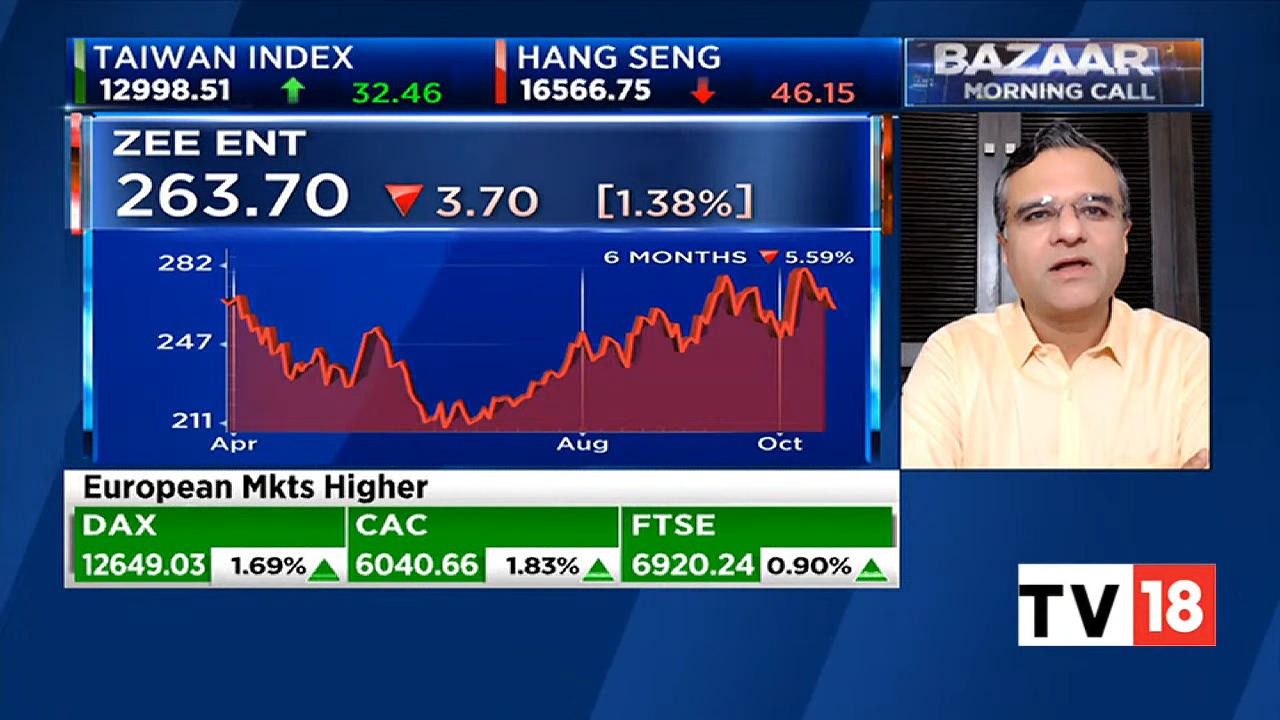 TAIWAN INDEX
12998.51 32.46
HANG SENG
16566.75 46.15
BAZAAR
MORNING CALL
ZEE ENT
263.70 3.70 [1.38%]
6 MONTHS 5.59%
282
247
211
Apr Aug Oct
European Mkts Higher
DAX
12649.03 1.69%
CAC
6040.66 1.83%
FTSE
6920.24 0.90%
TV18